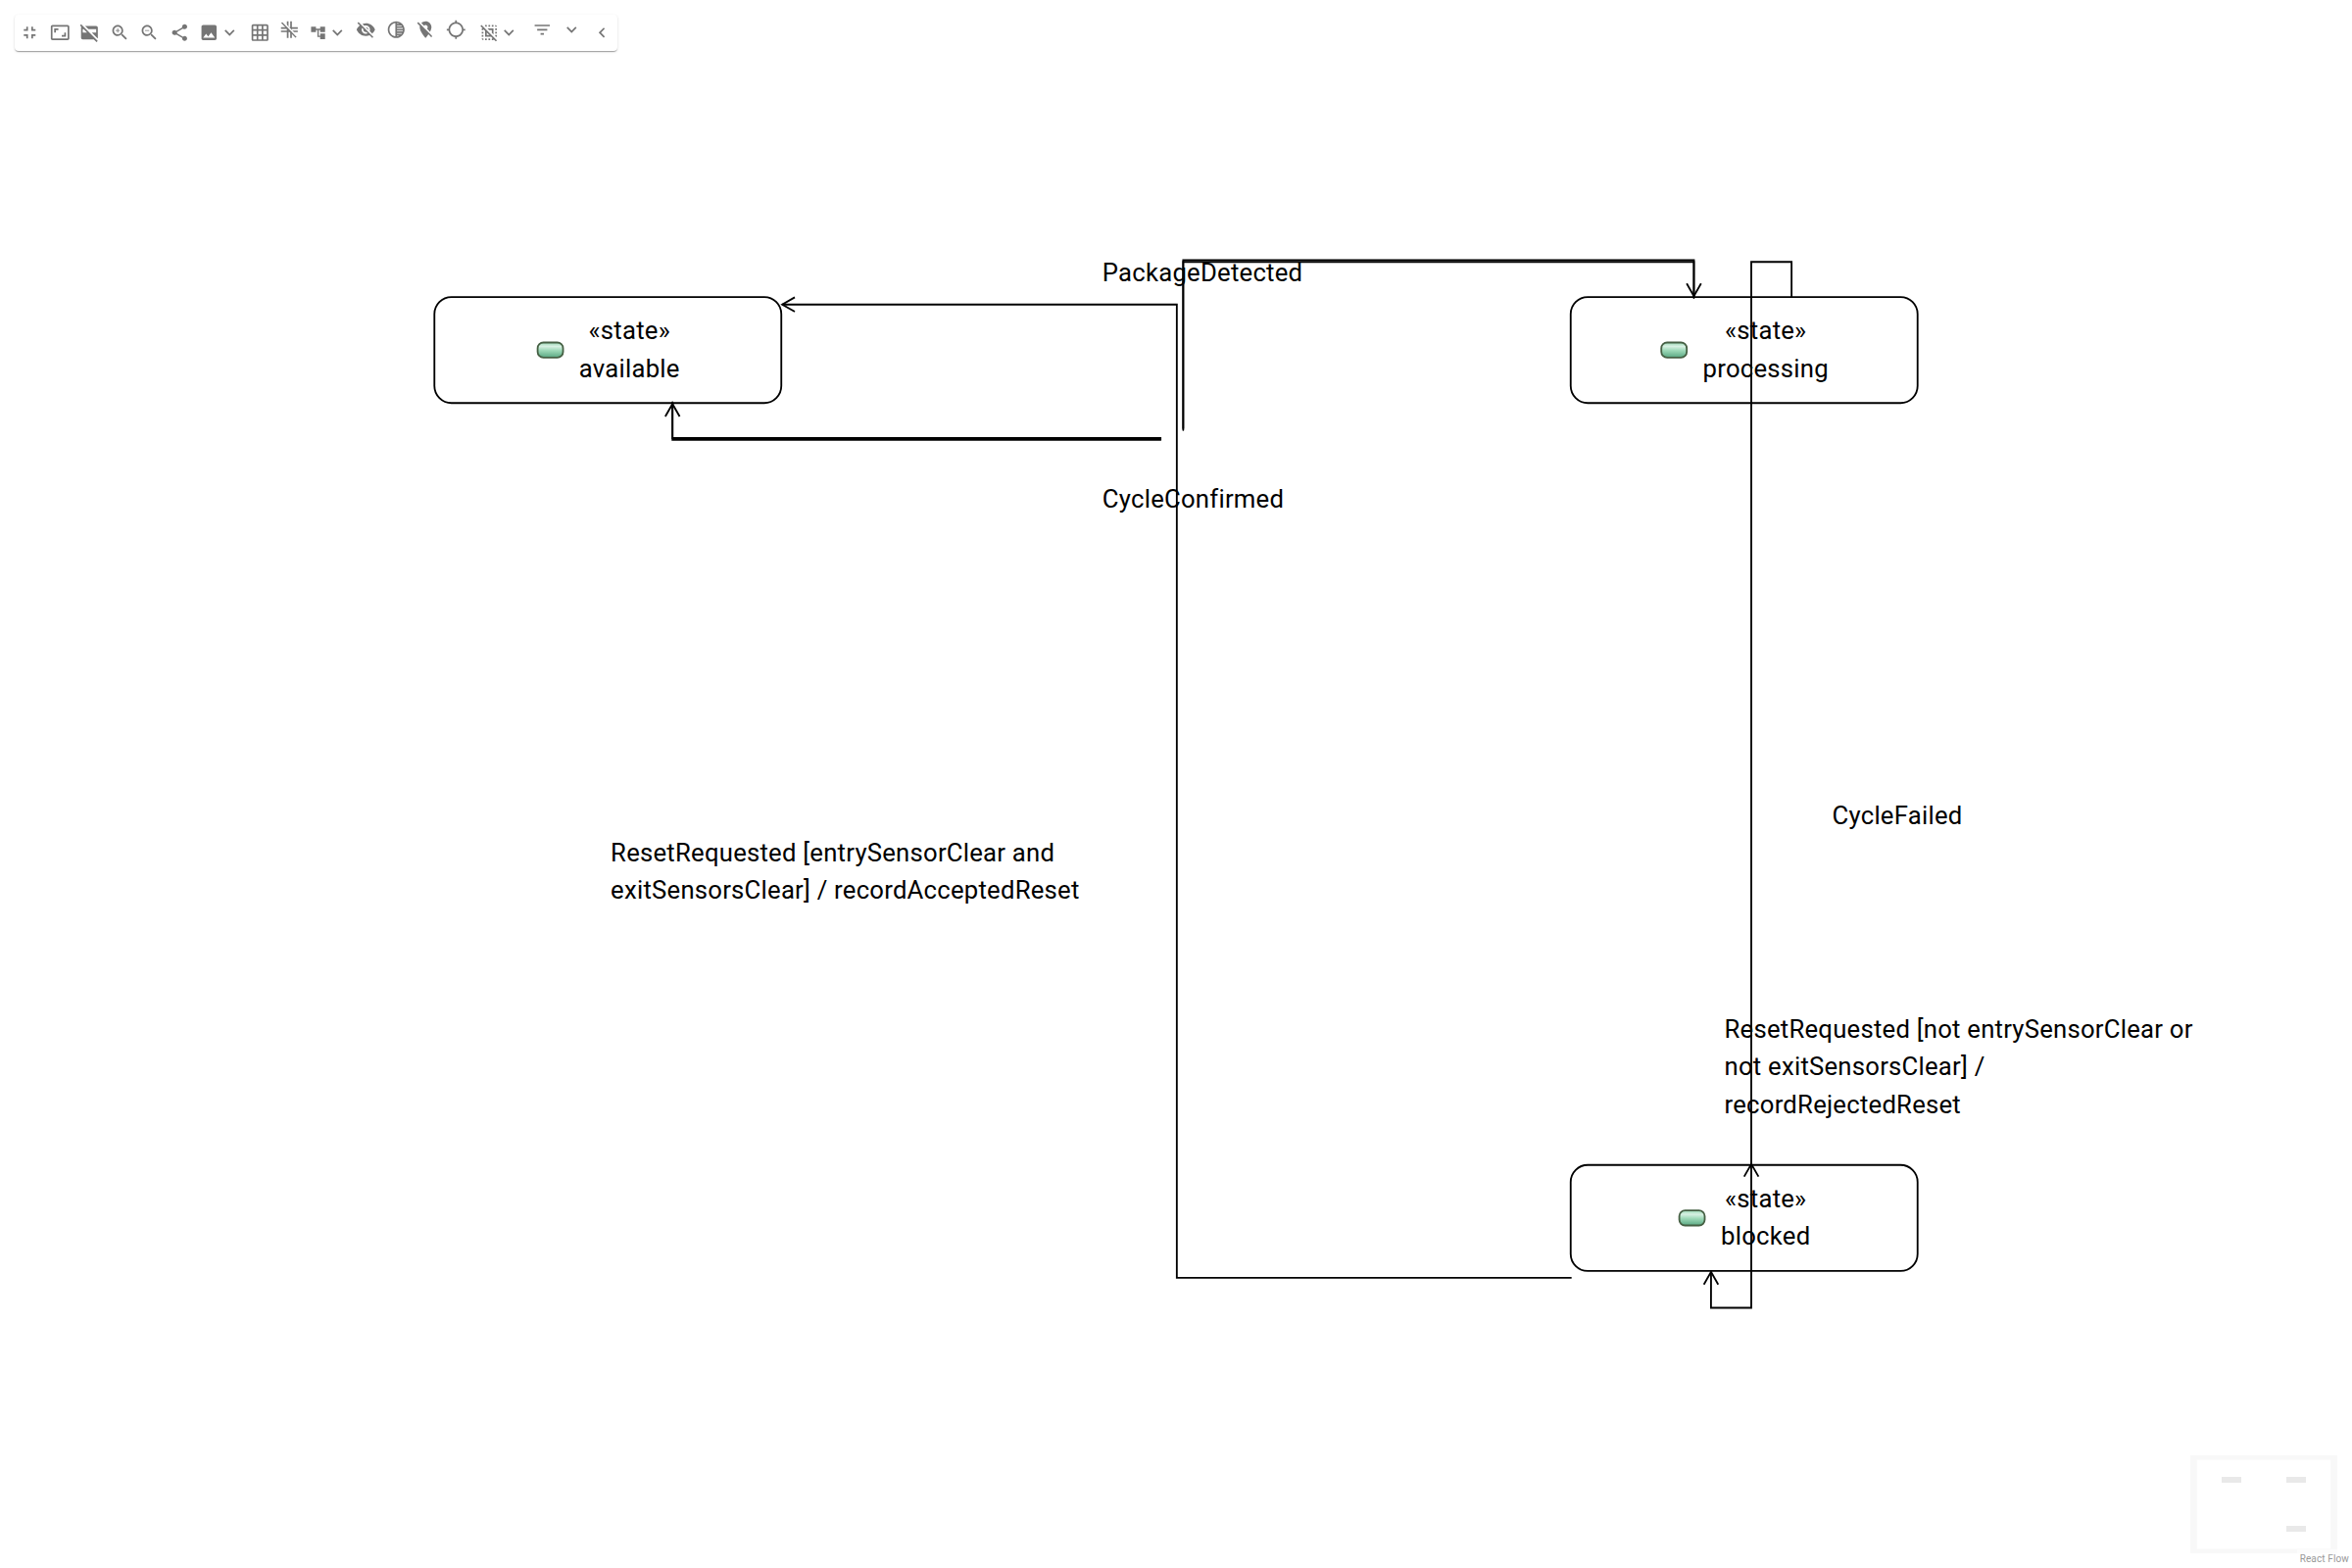 PackageDetected
«state»
available
«state»
processing
CycleConfirmed
CycleFailed
ResetRequested [entrySensorClear and
exitSensorsClear] / recordAcceptedReset
ResetRequested [not entrySensorClear or
not exitSensorsClear] /
recordRejectedReset
«state»
blocked
React Flow